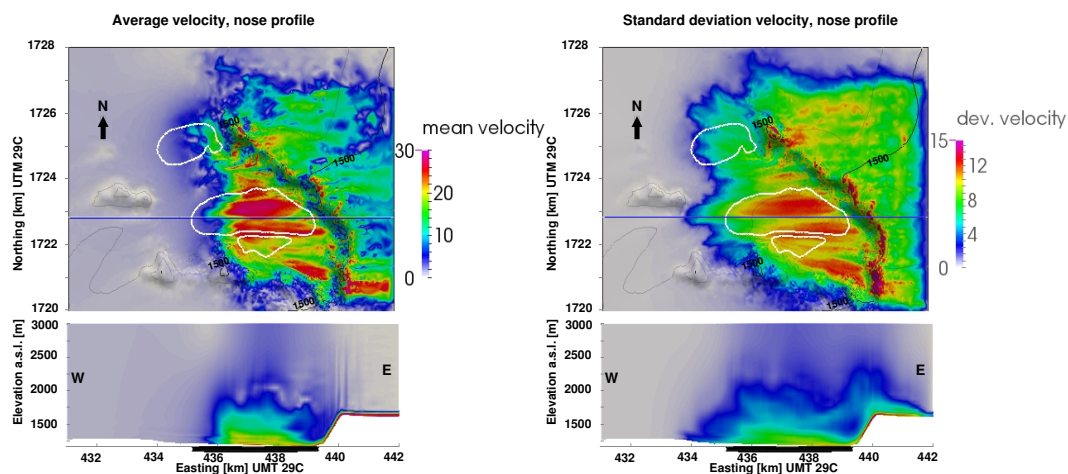 Average velocity, nose profile
Standard deviation velocity, nose profile
1728
1726
1724
1722
1720
Northing [km] UTM 29C
N
1500
1500
1500
1500
mean velocity
30
20
10
0
1728
1726
1724
1722
1720
Northing [km] UTM 29C
N
1500
1500
dev. velocity
15
12
8
4
0
3000
2500
2000
1500
Elevation a.s.l. [m]
W
E
432
434
436
438
440
442
Easting [km] UMT 29C
3000
2500
2000
1500
Elevation a.s.l. [m]
W
E
432
434
436
438
440
442
Easting [km] UMT 29C